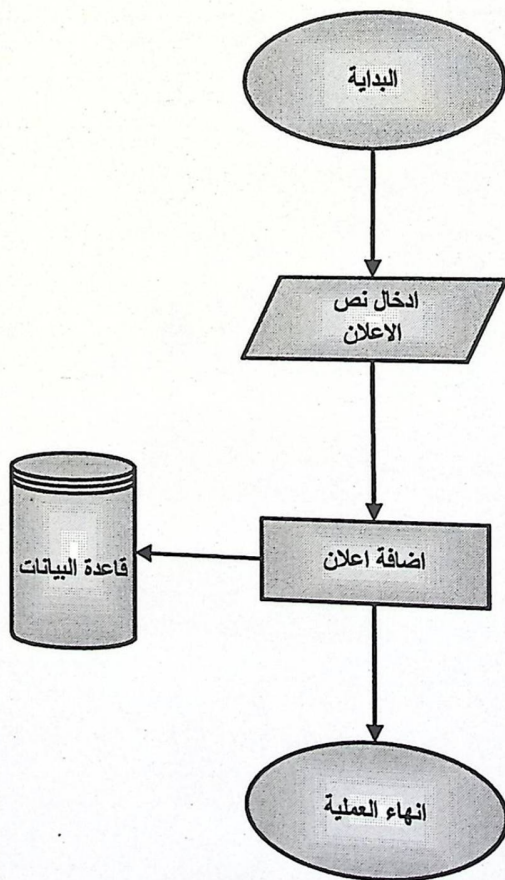 البداية
ادخال نص
الاعلان
اضافة اعلان
قاعدة البيانات
انهاء العملية